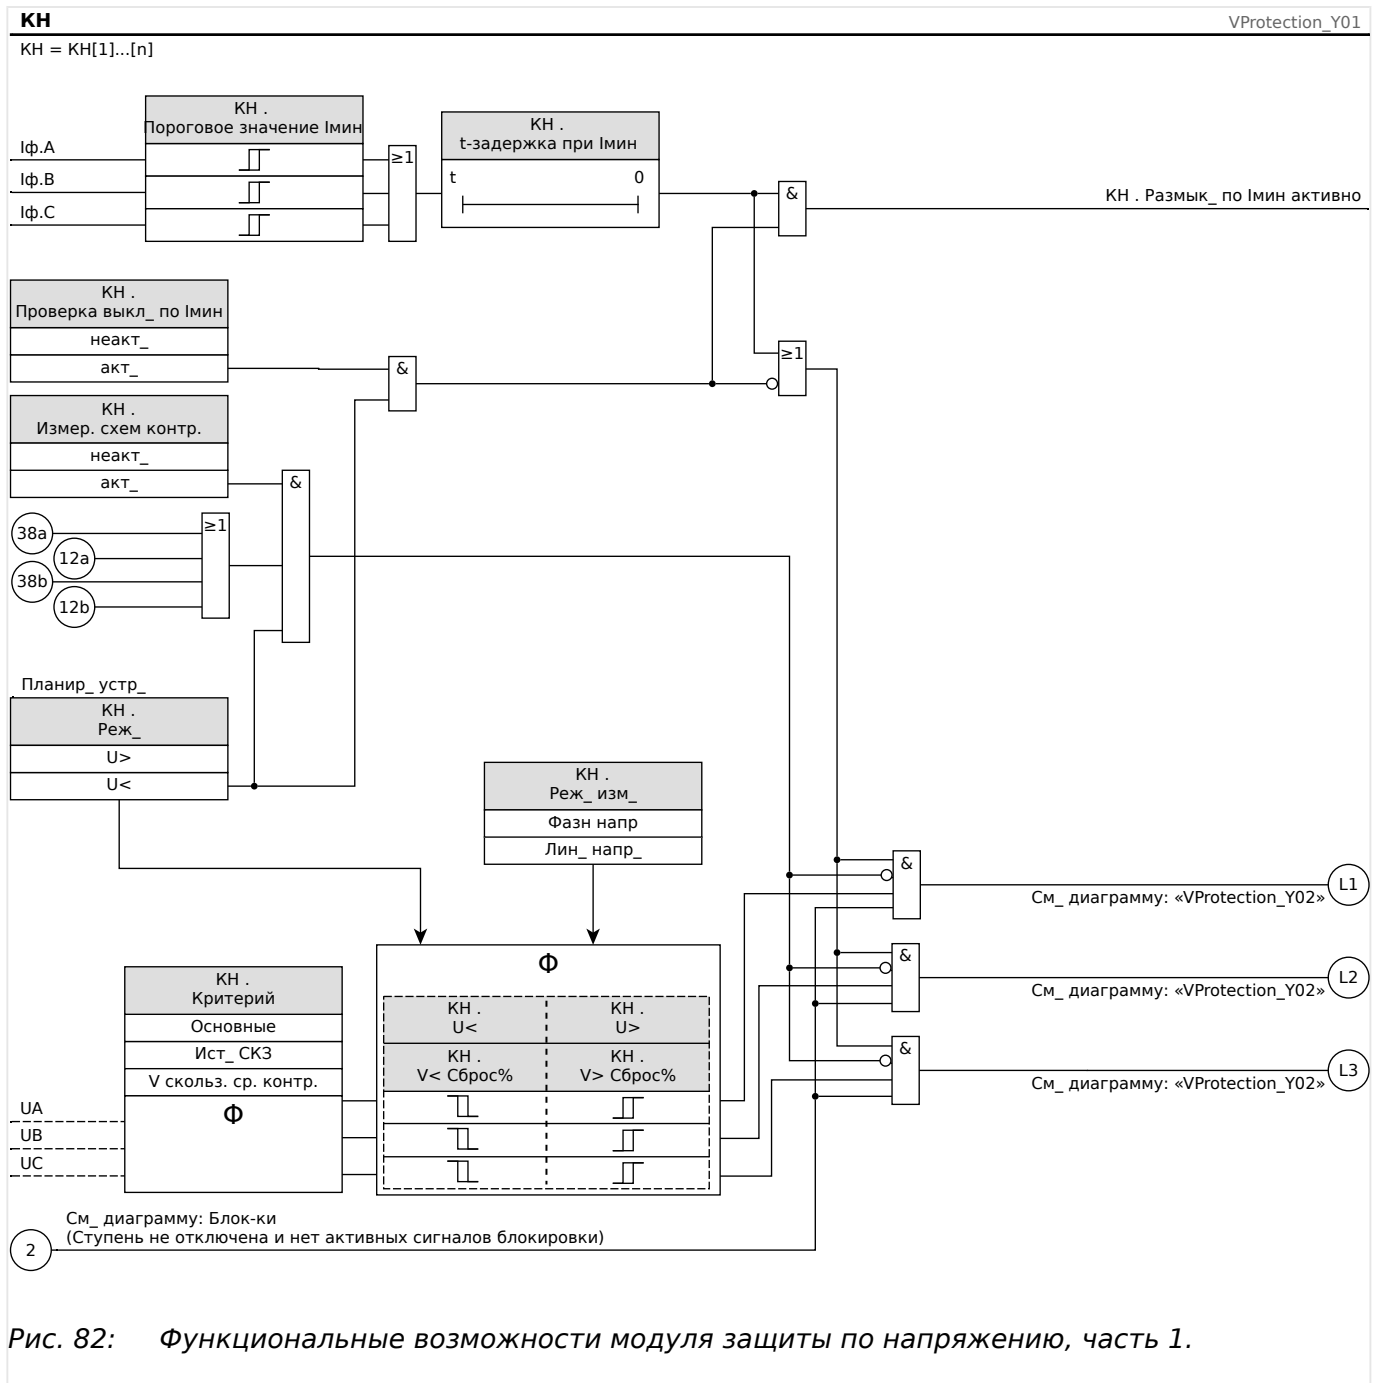 КН
VProtection_Y01
КН = КН[1]...[n]
КН .
Пороговое значение Iмин
Iф.A
Iф.B
Iф.C
≥1
КН .
t-задержка при Iмин
t
0
&
КН . Размык_ по Iмин активно
КН .
Проверка выкл_ по Iмин
неакт_
акт_
&
≥1
КН .
Измер. схем контр.
неакт_
акт_
&
38a
12a
38b
12b
≥1
Планир_ устр_
КН .
Реж_
U>
U<
КН .
Реж_ изм_
Фазн напр
Лин_ напр_
&
L1
См_ диаграмму: «VProtection_Y02»
&
L2
См_ диаграмму: «VProtection_Y02»
&
L3
См_ диаграмму: «VProtection_Y02»
КН .
Критерий
Основные
Ист_ СКЗ
V скольз. ср. контр.
Ф
UA
UB
UC
Ф
КН .
U<
КН .
U>
КН .
V< Сброс%
КН .
V> Сброс%
2
См_ диаграмму: Блок-ки
(Ступень не отключена и нет активных сигналов блокировки)
Рис. 82: Функциональные возможности модуля защиты по напряжению, часть 1.